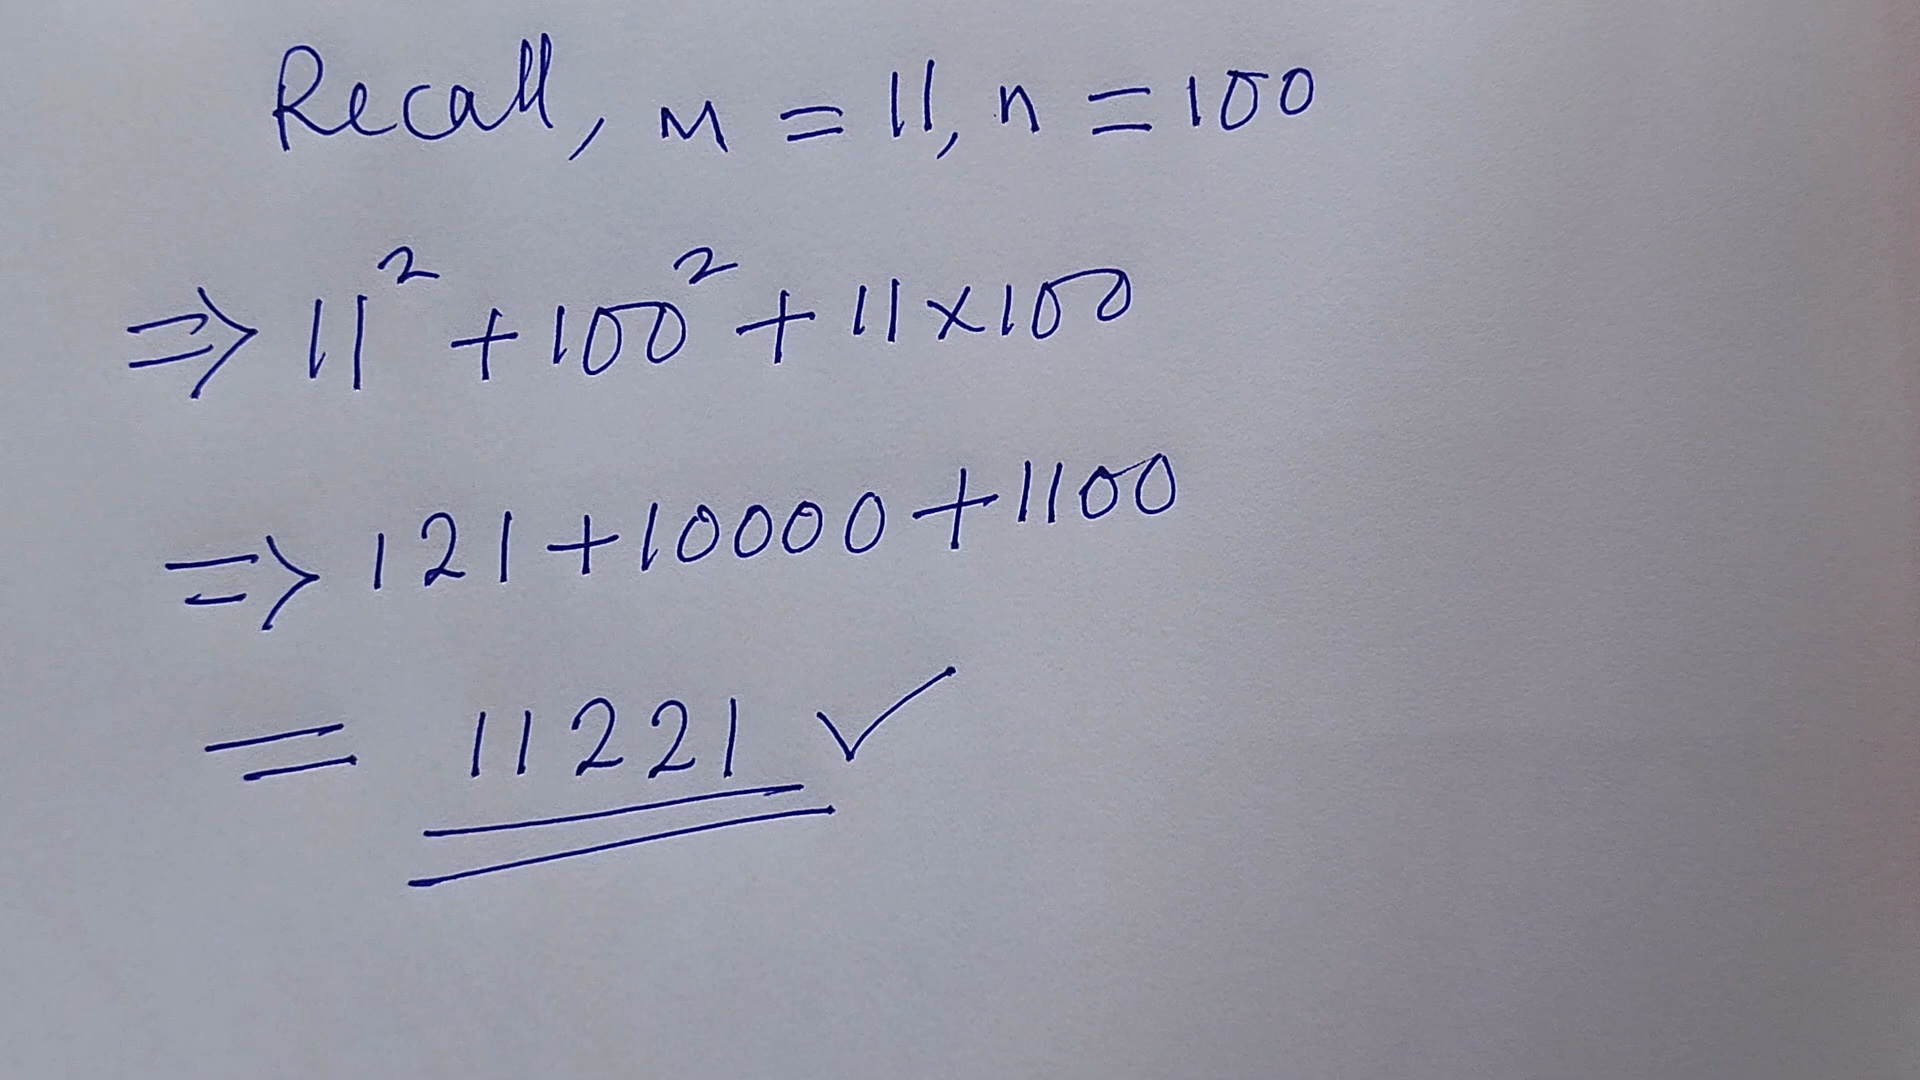 Recall, m = 11, n = 100
⇒ 11² + 100² + 11 × 100
⇒ 121 + 10000 + 1100
= 11221 ✓